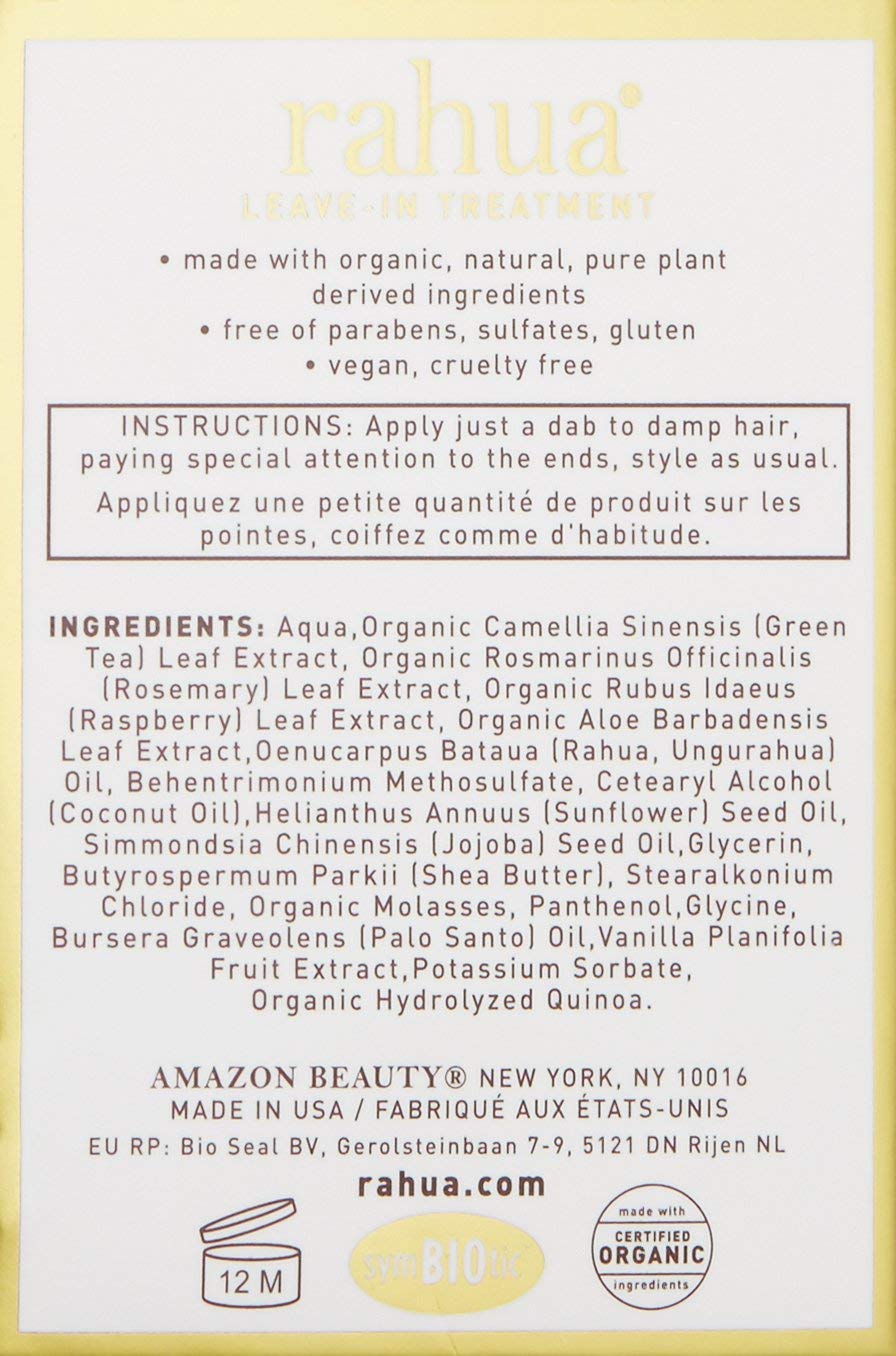 rahua®
LEAVE-IN TREATMENT
• made with organic, natural, pure plant
derived ingredients
• free of parabens, sulfates, gluten
• vegan, cruelty free
INSTRUCTIONS: Apply just a dab to damp hair,
paying special attention to the ends, style as usual.
Appliquez une petite quantité de produit sur les
pointes, coiffez comme d'habitude.
INGREDIENTS: Aqua,Organic Camellia Sinensis (Green
Tea) Leaf Extract, Organic Rosmarinus Officinalis
(Rosemary) Leaf Extract, Organic Rubus Idaeus
(Raspberry) Leaf Extract, Organic Aloe Barbadensis
Leaf Extract,Oenucarpus Bataua (Rahua, Ungurahua)
Oil, Behentrimonium Methosulfate, Cetearyl Alcohol
(Coconut Oil),Helianthus Annuus (Sunflower) Seed Oil,
Simmondsia Chinensis (Jojoba) Seed Oil,Glycerin,
Butyrospermum Parkii (Shea Butter), Stearalkonium
Chloride, Organic Molasses, Panthenol,Glycine,
Bursera Graveolens (Palo Santo) Oil,Vanilla Planifolia
Fruit Extract,Potassium Sorbate,
Organic Hydrolyzed Quinoa.
AMAZON BEAUTY® NEW YORK, NY 10016
MADE IN USA / FABRIQUÉ AUX ÉTATS-UNIS
EU RP: Bio Seal BV, Gerolsteinbaan 7-9, 5121 DN Rijen NL
rahua.com
12 M
symBIOtic™
made with
CERTIFIED
ORGANIC
ingredients